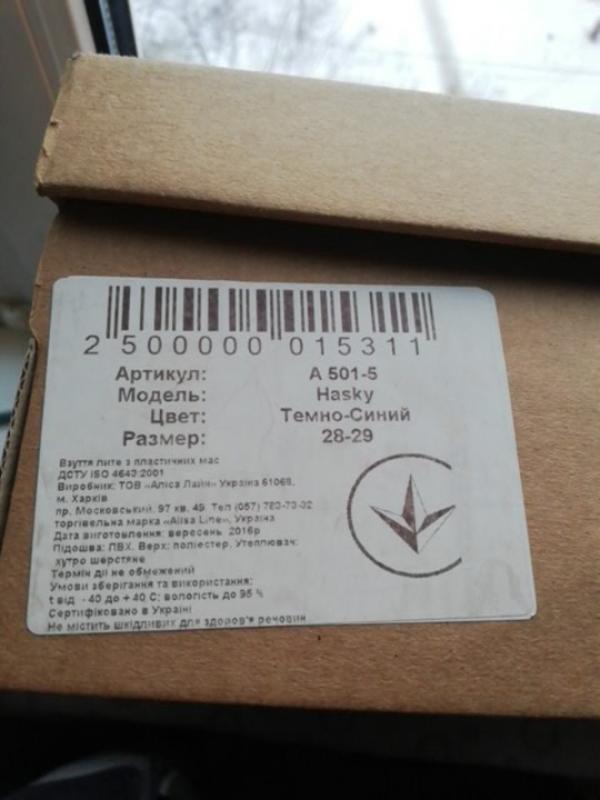 2 500000 015311
Артикул: А 501-5
Модель: Hasky
Цвет: Темно-Синий
Размер: 28-29
Взуття лите з пластичних мас
ДСТУ ISO 4643:2001
Виробник: ТОВ «Аліса Лайн» Україна 61068,
м. Харків
пр. Московський, 97 кв. 49, Тел (057)
торгівельна марка «Alisa Line», Україна
Дата виготовлення: вересень 2016р
Підошва: ПВХ. Верх: поліестер. Утеплювач:
хутро шерстяне
Термін дії не обмежений
Умови зберігання та використання:
t від - 40 до + 40 С: вологість до 95 %
Сертифіковано в Україні
Не містить шкідливих для здоров'я речовин